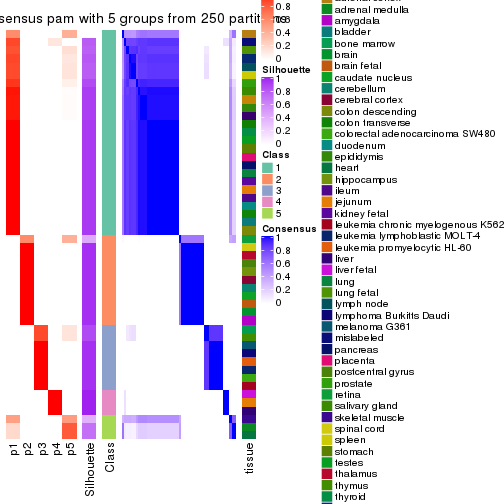 sensus pam with 5 groups from 250 partit
0.8
0.6
0.4
0.2
0
Silhouette
1
0.8
0.6
0.4
0.2
0
Class
1
2
3
4
5
Consensus
1
0.8
0.6
0.4
0.2
0
p1
p2
p3
p4
p5
Silhouette
Class
tissue
adrenal medulla
amygdala
bladder
bone marrow
brain
brain fetal
caudate nucleus
cerebellum
cerebral cortex
colon descending
colon transverse
colorectal adenocarcinoma SW480
duodenum
epididymis
heart
hippocampus
ileum
jejunum
kidney fetal
leukemia chronic myelogenous K562
leukemia lymphoblastic MOLT-4
leukemia promyelocytic HL-60
liver
liver fetal
lung
lung fetal
lymph node
lymphoma Burkitts Daudi
melanoma G361
mislabeled
pancreas
placenta
postcentral gyrus
prostate
retina
salivary gland
skeletal muscle
spinal cord
spleen
stomach
testes
thalamus
thymus
thyroid